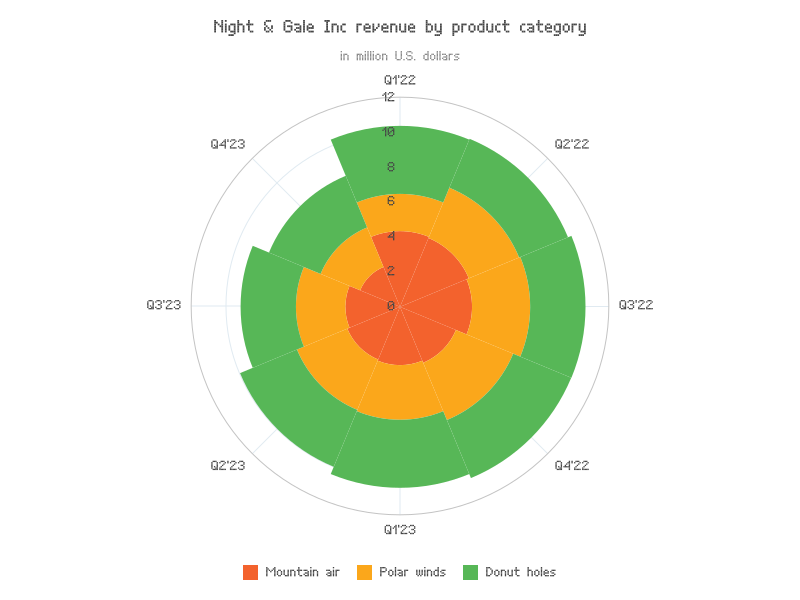 Night & Gale Inc revenue by product category
in million U.S. dollars
Q1'22
12
10
Q4'23
Q2'22
8
6
4
2
Q3'23
0
Q3'22
Q2'23
Q4'22
Q1'23
Mountain air
Polar winds
Donut holes